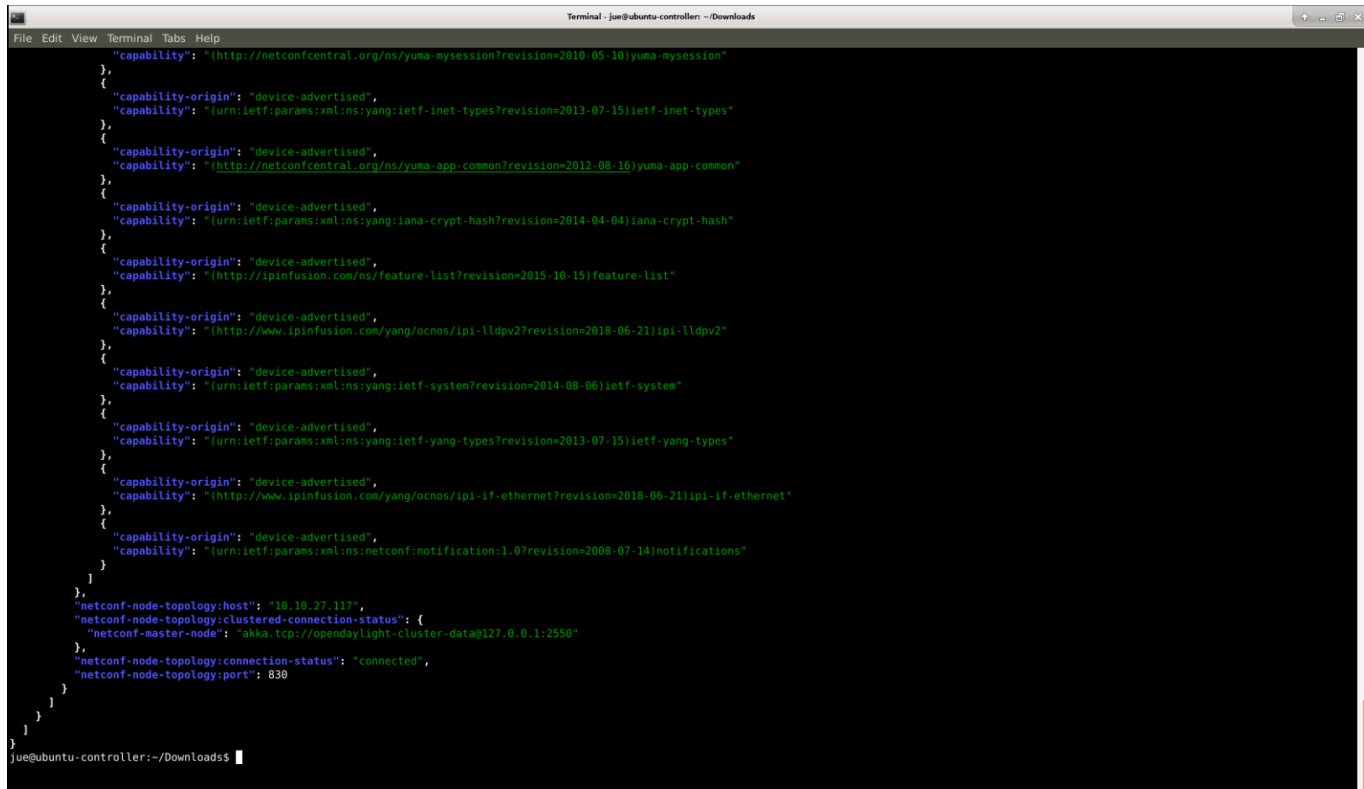 Terminal - jue@ubuntu-controller: ~/Downloads
File Edit View Terminal Tabs Help
"capability": "(http://netconfcentral.org/ns/yuma-mysession?revision=2010-05-10)yuma-mysession"
},
{
"capability-origin": "device-advertised",
"capability": "(urn:ietf:params:xml:ns:yang:ietf-inet-types?revision=2013-07-15)ietf-inet-types"
},
{
"capability-origin": "device-advertised",
"capability": "(http://netconfcentral.org/ns/yuma-app-common?revision=2012-08-16)yuma-app-common"
},
{
"capability-origin": "device-advertised",
"capability": "(urn:ietf:params:xml:ns:yang:iana-crypt-hash?revision=2014-04-04)iana-crypt-hash"
},
{
"capability-origin": "device-advertised",
"capability": "(http://ipinfusion.com/ns/feature-list?revision=2015-10-15)feature-list"
},
{
"capability-origin": "device-advertised",
"capability": "(http://www.ipinfusion.com/yang/ocnos/ipi-lldpv2?revision=2018-06-21)ipi-lldpv2"
},
{
"capability-origin": "device-advertised",
"capability": "(urn:ietf:params:xml:ns:yang:ietf-system?revision=2014-08-06)ietf-system"
},
{
"capability-origin": "device-advertised",
"capability": "(urn:ietf:params:xml:ns:yang:ietf-yang-types?revision=2013-07-15)ietf-yang-types"
},
{
"capability-origin": "device-advertised",
"capability": "(http://www.ipinfusion.com/yang/ocnos/ipi-if-ethernet?revision=2018-06-21)ipi-if-ethernet"
},
{
"capability-origin": "device-advertised",
"capability": "(urn:ietf:params:xml:ns:netconf:notification:1.0?revision=2008-07-14)notifications"
}
]
},
"netconf-node-topology:host": "10.10.27.117",
"netconf-node-topology:clustered-connection-status": {
"netconf-master-node": "akka.tcp://opendaylight-cluster-data@127.0.0.1:2550"
},
"netconf-node-topology:connection-status": "connected",
"netconf-node-topology:port": 830
}
]
}
]
}
jue@ubuntu-controller:~/Downloads$